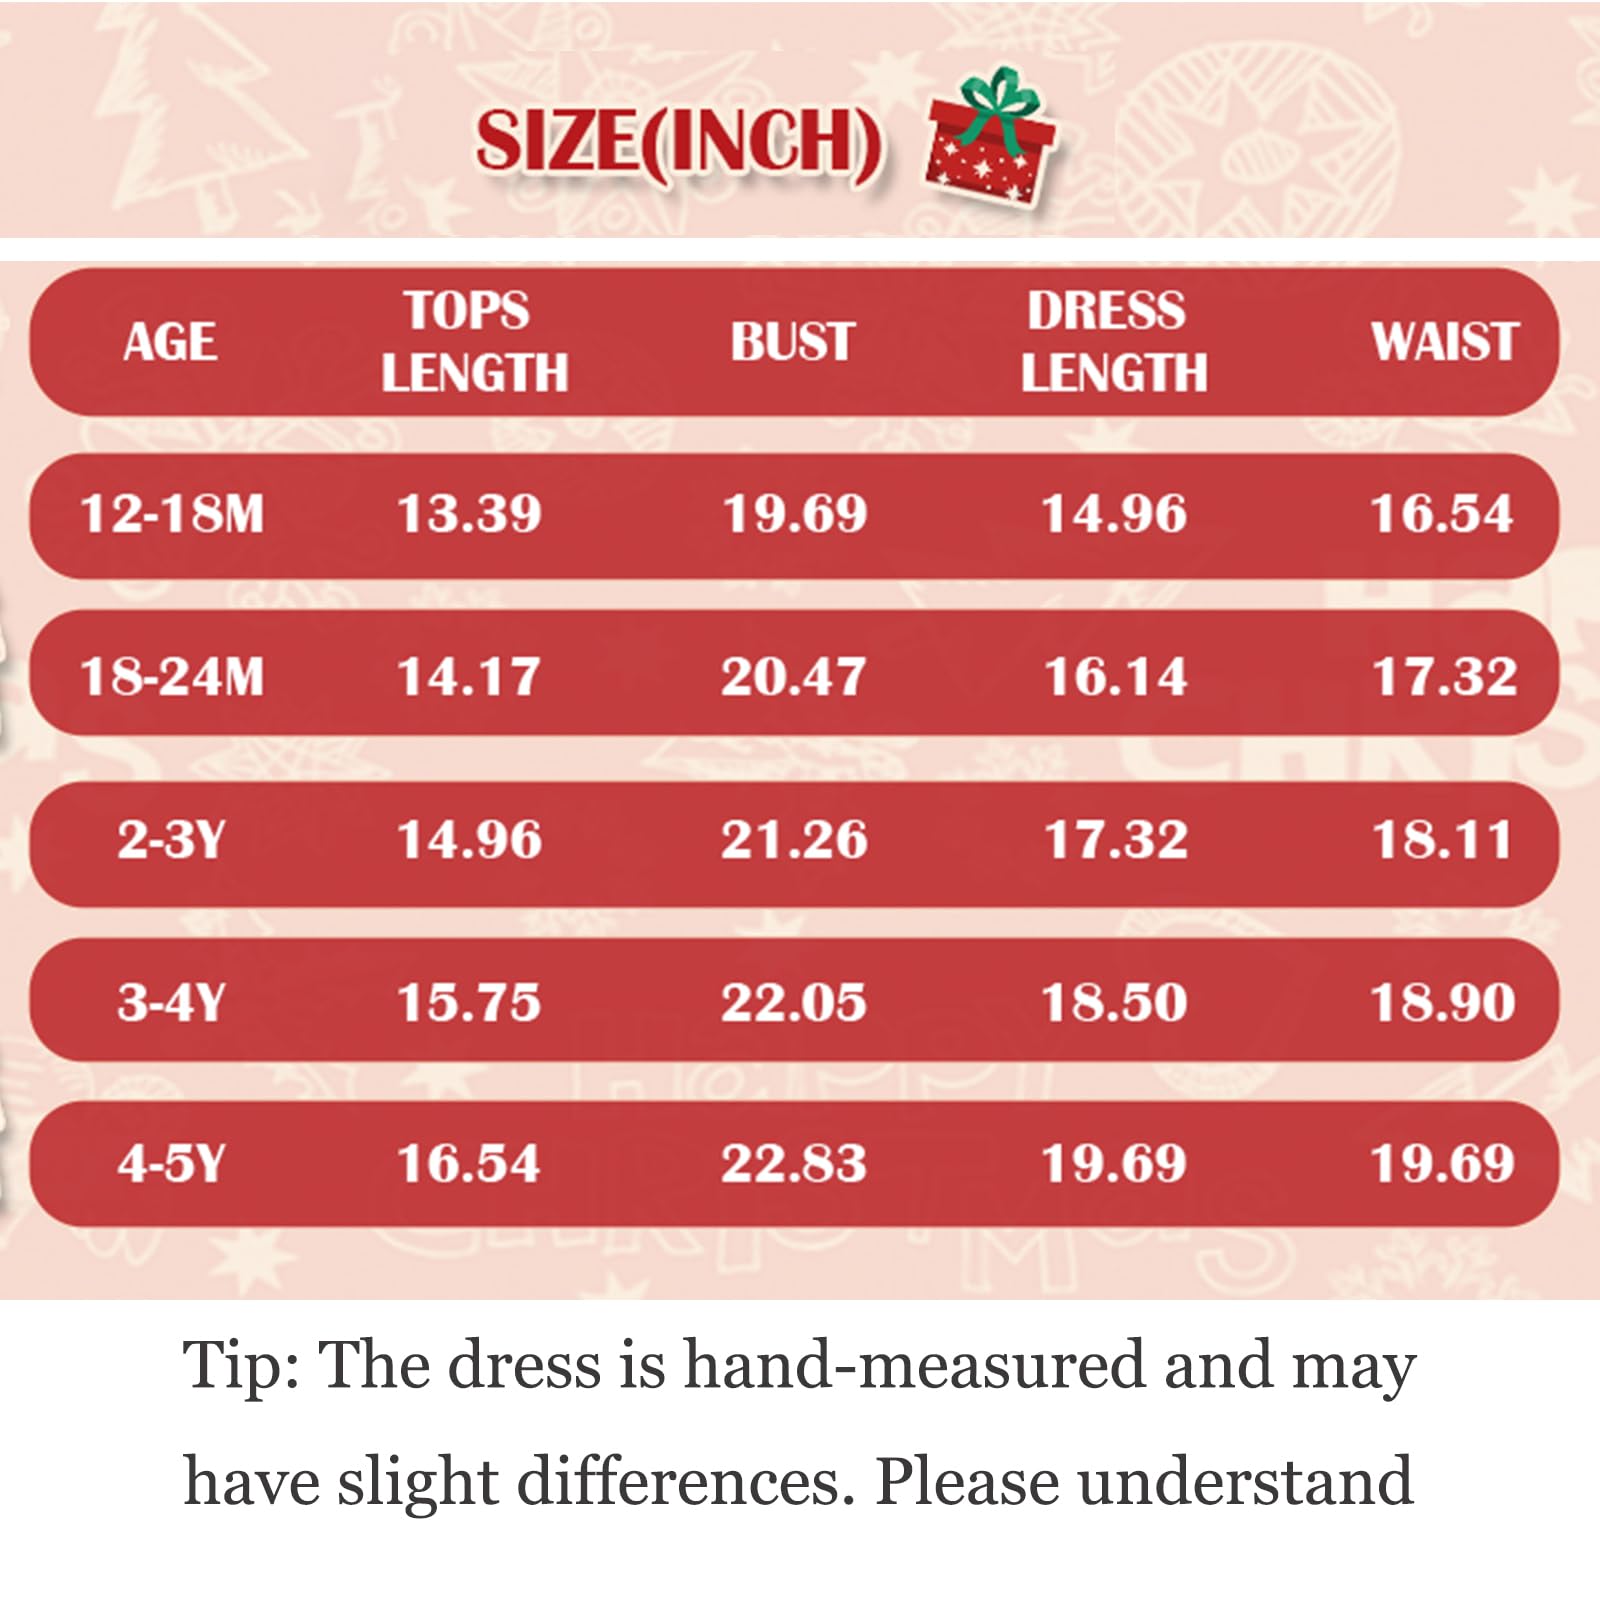 SIZE(INCH)
AGE TOPS LENGTH BUST DRESS LENGTH WAIST
12-18M 13.39 19.69 14.96 16.54
18-24M 14.17 20.47 16.14 17.32
2-3Y 14.96 21.26 17.32 18.11
3-4Y 15.75 22.05 18.50 18.90
4-5Y 16.54 22.83 19.69 19.69
Tip: The dress is hand-measured and may
have slight differences. Please understand